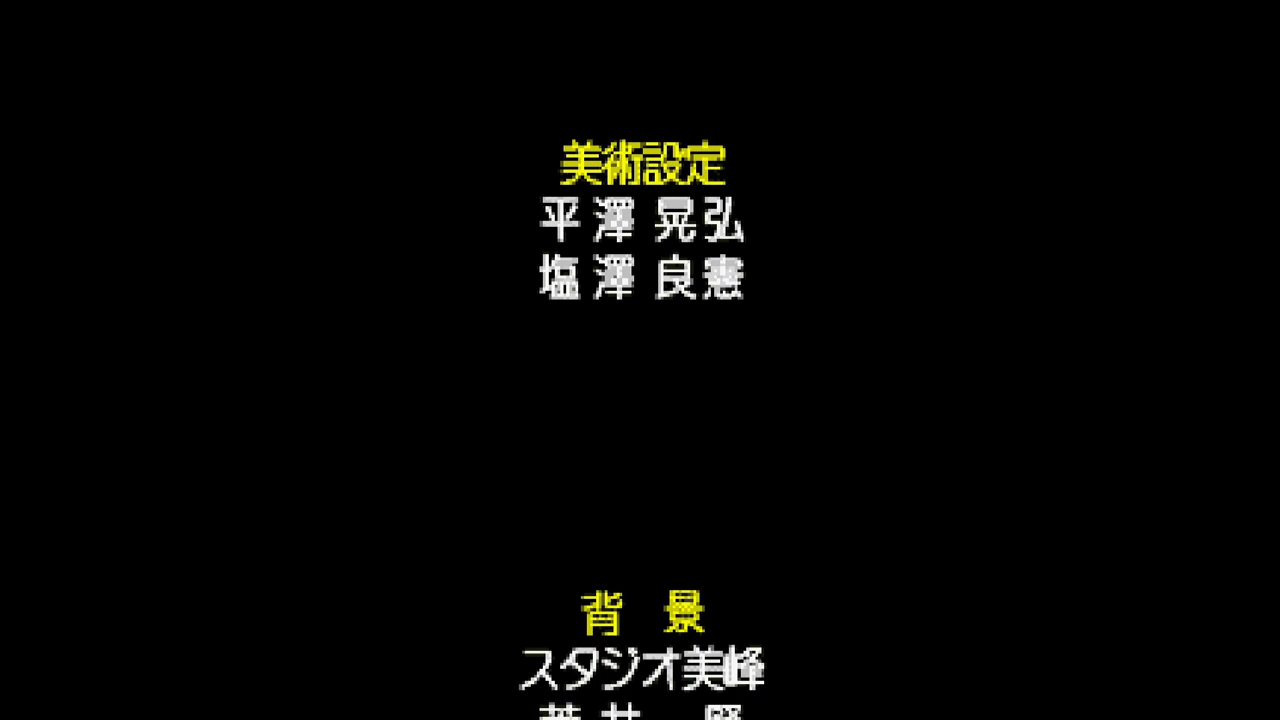 美術設定
平澤 晃弘
塩澤 良憲
背 景
スタジオ美峰